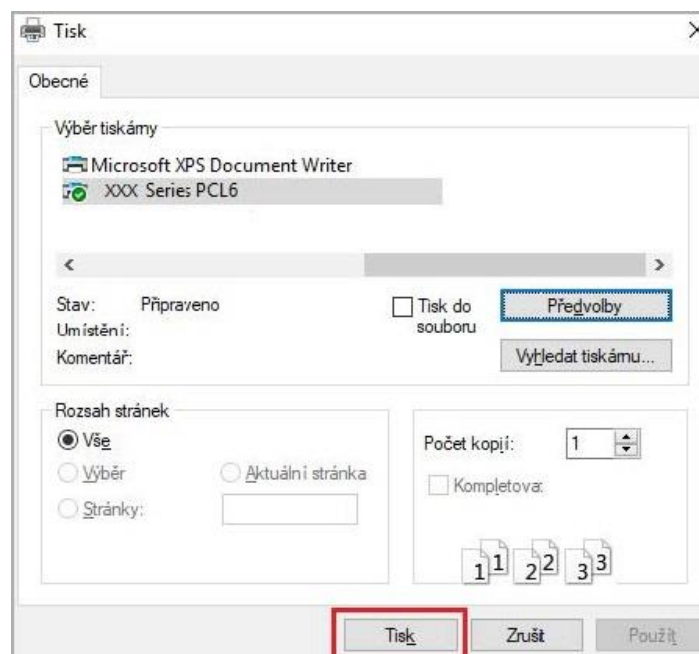 Tisk
Obecné
Výběr tiskárny
Microsoft XPS Document Writer
XXX Series PCL6
Stav: Připraveno
Umístění:
Komentář:
Tisk do souboru
Předvolby
Vyhledat tiskárnu...
Rozsah stránek
Vše
Výběr
Aktuální stránka
Stránky:
Počet kopií: 1
Kompletova:
1 1 2 2 3 3
Tisk
Zrušit
Použít